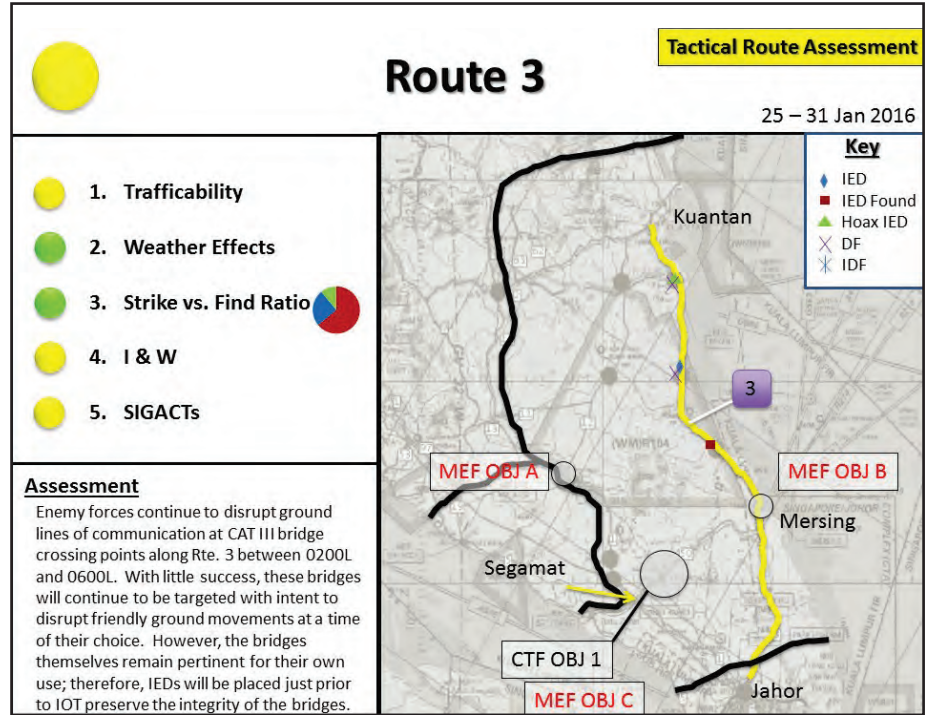 Tactical Route Assessment
Route 3
25 – 31 Jan 2016
1. Trafficability
2. Weather Effects
3. Strike vs. Find Ratio
4. I & W
5. SIGACTs
Assessment
Enemy forces continue to disrupt ground
lines of communication at CAT III bridge
crossing points along Rte. 3 between 0200L
and 0600L. With little success, these bridges
will continue to be targeted with intent to
disrupt friendly ground movements at a time
of their choice. However, the bridges
themselves remain pertinent for their own
use; therefore, IEDs will be placed just prior
to IOT preserve the integrity of the bridges.
Key
IED
IED Found
Hoax IED
DF
IDF
Kuantan
3
MEF OBJ A
MEF OBJ B
Mersing
Segamat
CTF OBJ 1
MEF OBJ C
Jahor